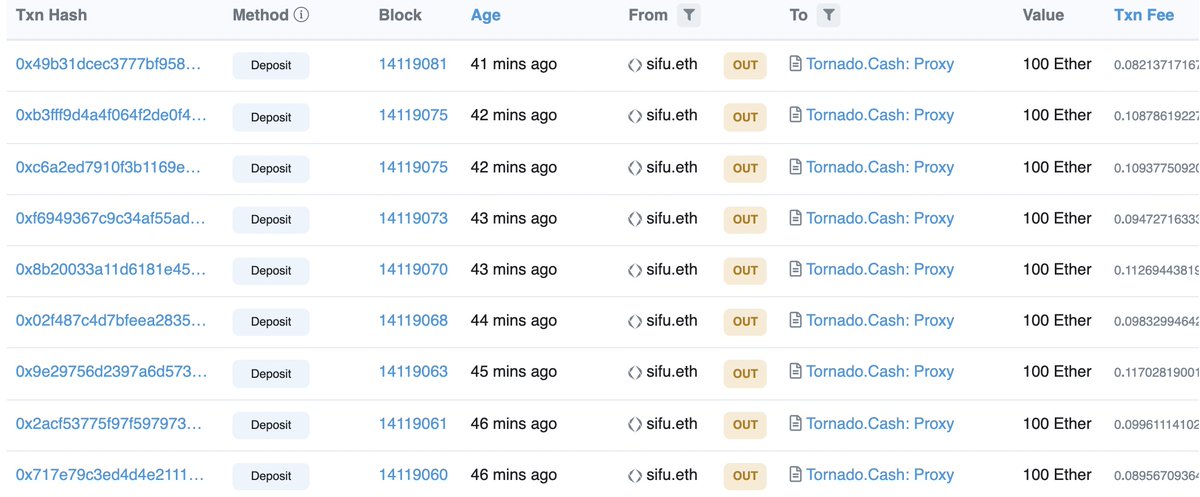 Txn Hash Method Block Age From To Value Txn Fee
0x49b31dcec3777bf958... Deposit 14119081 41 mins ago sifu.eth OUT Tornado.Cash: Proxy 100 Ether 0.08213717167
0xb3fff9d4a4f064f2de0f4... Deposit 14119075 42 mins ago sifu.eth OUT Tornado.Cash: Proxy 100 Ether 0.10878619227
0xc6a2ed7910f3b1169e... Deposit 14119075 42 mins ago sifu.eth OUT Tornado.Cash: Proxy 100 Ether 0.10937750920
0xf6949367c9c34af55ad... Deposit 14119073 43 mins ago sifu.eth OUT Tornado.Cash: Proxy 100 Ether 0.09472716333
0x8b20033a11d6181e45... Deposit 14119070 43 mins ago sifu.eth OUT Tornado.Cash: Proxy 100 Ether 0.11269443819
0x02f487c4d7bfeea2835... Deposit 14119068 44 mins ago sifu.eth OUT Tornado.Cash: Proxy 100 Ether 0.09832994642
0x9e29756d2397a6d573... Deposit 14119063 45 mins ago sifu.eth OUT Tornado.Cash: Proxy 100 Ether 0.11702819001
0x2acf53775f97f597973... Deposit 14119061 46 mins ago sifu.eth OUT Tornado.Cash: Proxy 100 Ether 0.09961114102
0x717e79c3ed4d4e2111... Deposit 14119060 46 mins ago sifu.eth OUT Tornado.Cash: Proxy 100 Ether 0.08956709364